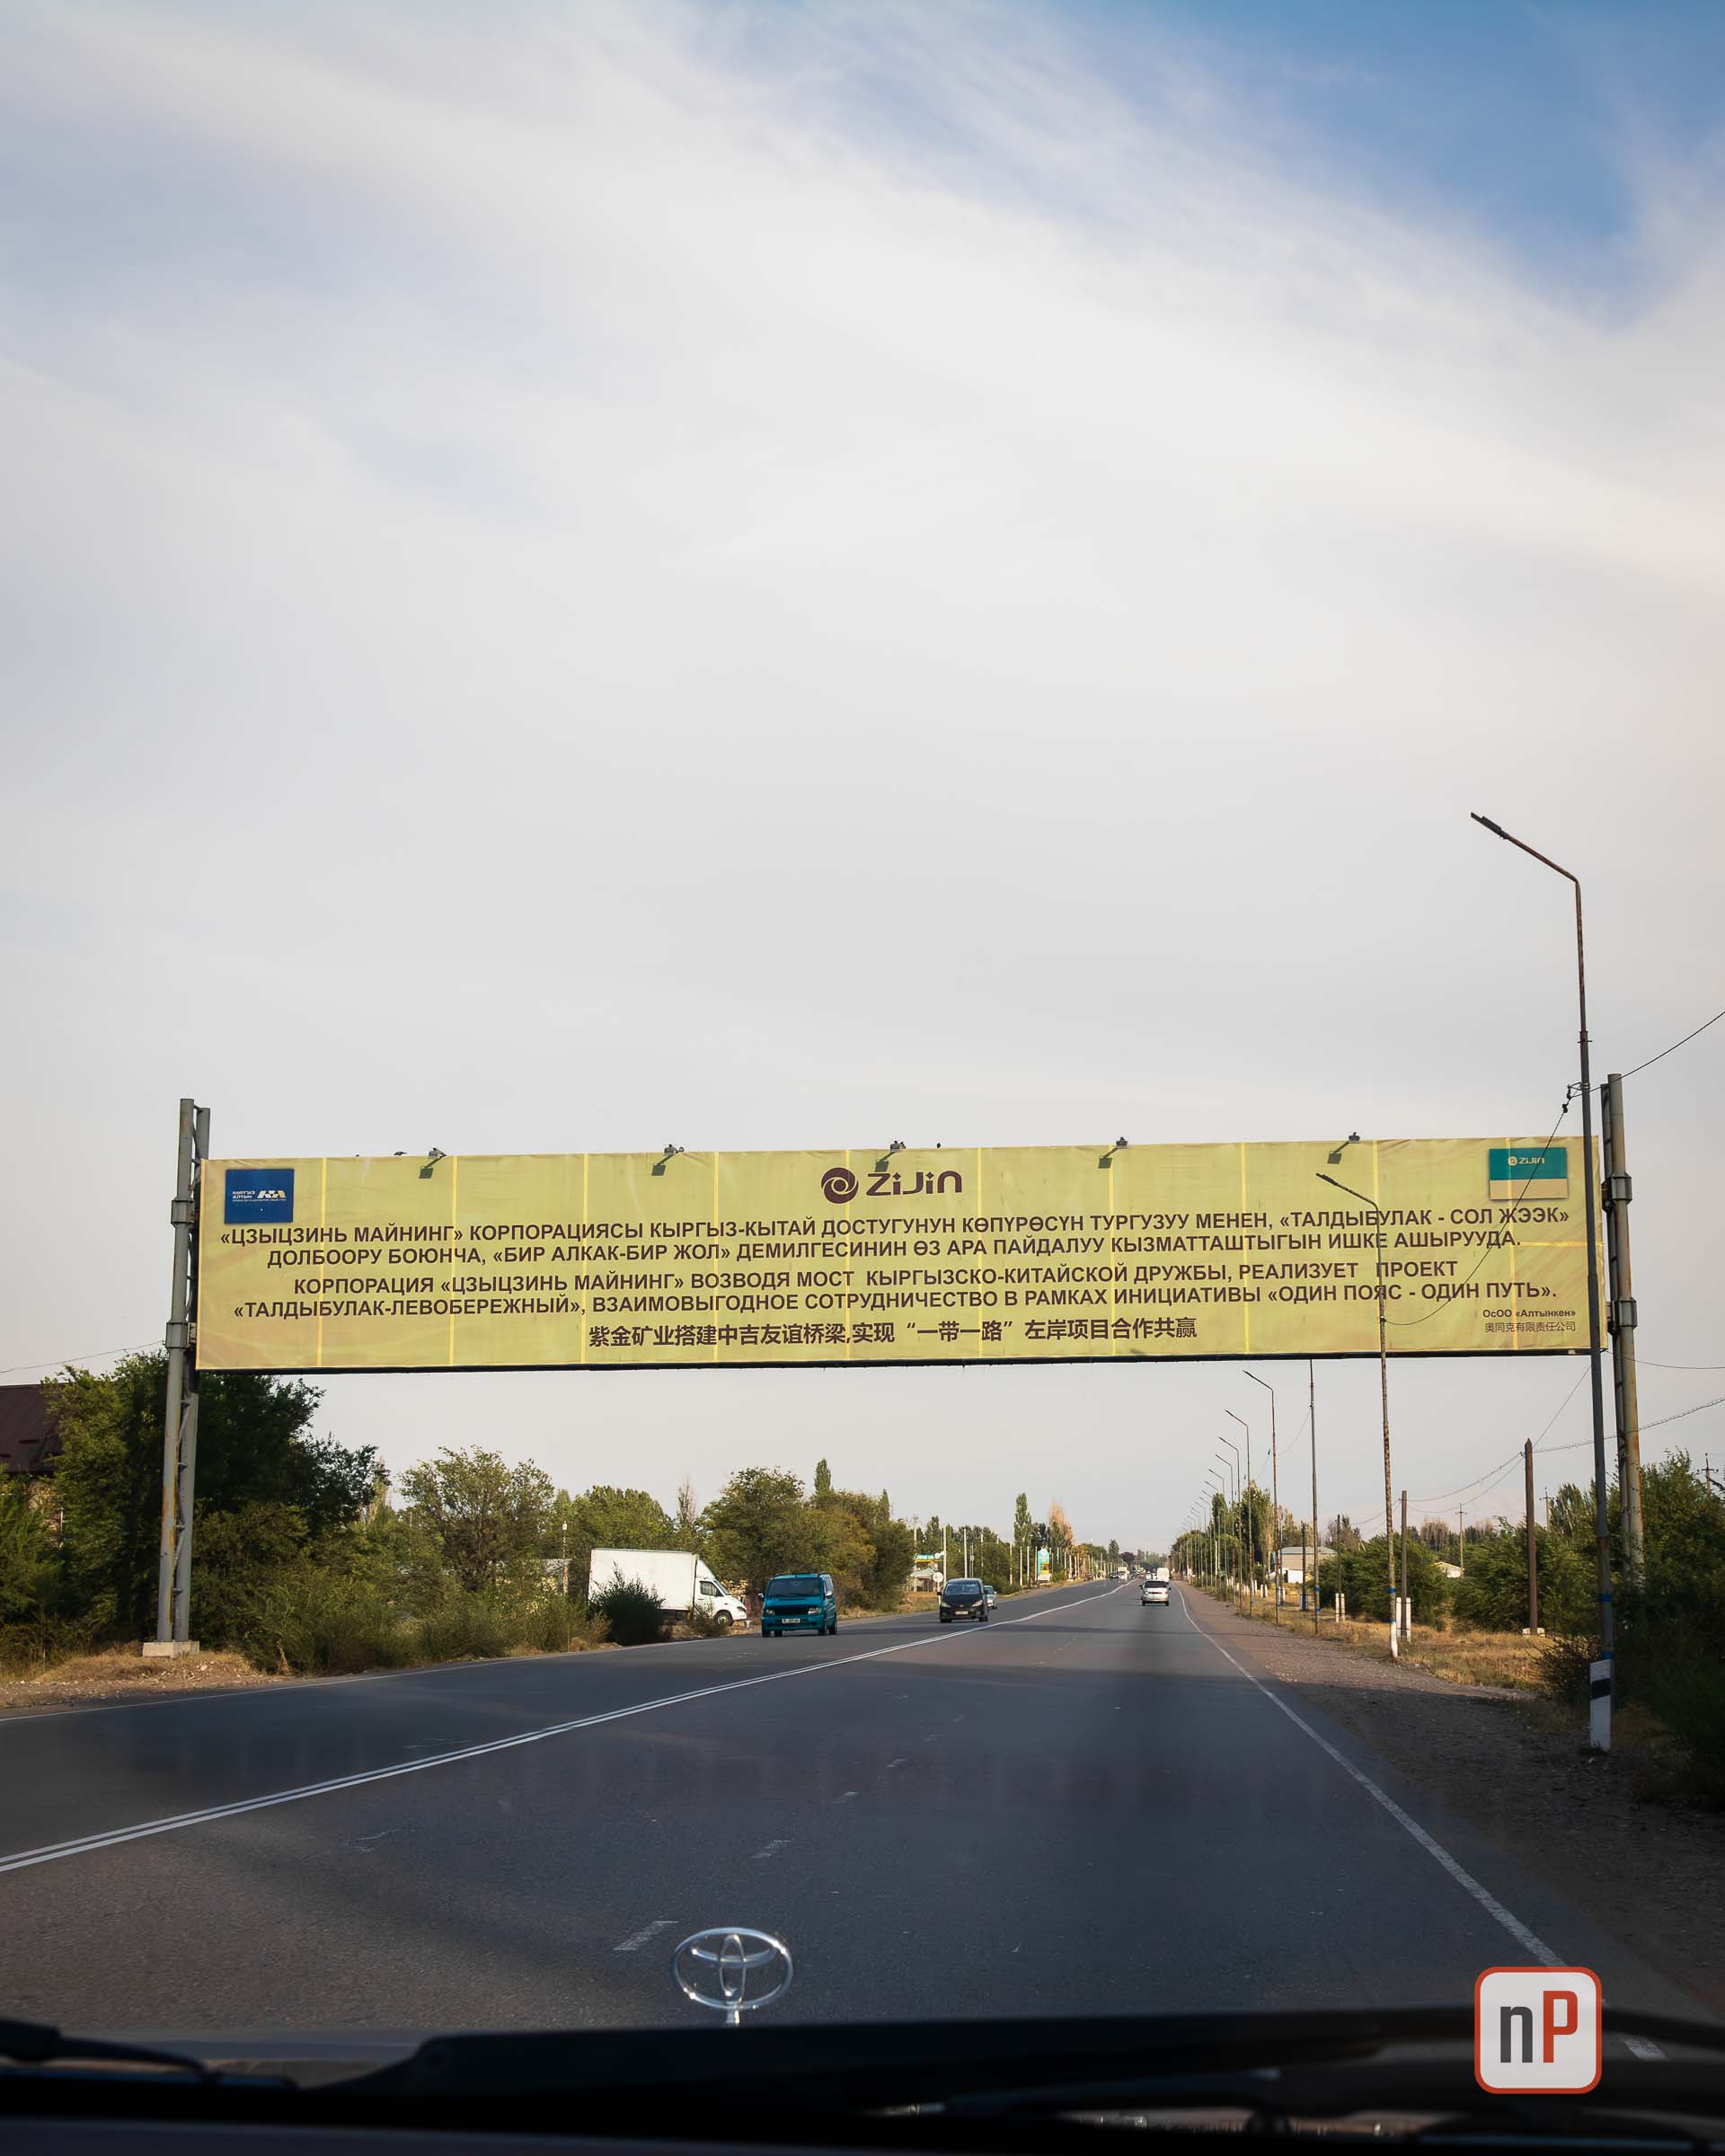 КЫРГЫЗ
АЛТЫН
ZiJin
ZiJin
«ЦЗЫЦЗИНЬ МАЙНИНГ» КОРПОРАЦИЯСЫ КЫРГЫЗ-КЫТАЙ ДОСТУГУНУН КӨПҮРӨСҮН ТУРГУЗУУ МЕНЕН, «ТАЛДЫБУЛАК - СОЛ ЖЭЭК»
ДОЛБООРУ БОЮНЧА, «БИР АЛКАК-БИР ЖОЛ» ДЕМИЛГЕСИНИН ӨЗ АРА ПАЙДАЛУУ КЫЗМАТТАШТЫГЫН ИШКЕ АШЫРУУДА.
КОРПОРАЦИЯ «ЦЗЫЦЗИНЬ МАЙНИНГ» ВОЗВОДЯ МОСТ КЫРГЫЗСКО-КИТАЙСКОЙ ДРУЖБЫ, РЕАЛИЗУЕТ ПРОЕКТ
«ТАЛДЫБУЛАК-ЛЕВОБЕРЕЖНЫЙ», ВЗАИМОВЫГОДНОЕ СОТРУДНИЧЕСТВО В РАМКАХ ИНИЦИАТИВЫ «ОДИН ПОЯС - ОДИН ПУТЬ».
紫金矿业搭建中吉友谊桥梁,实现“一带一路”左岸项目合作共赢
ОсОО «Алтынкен»
奥同克有限责任公司
nP